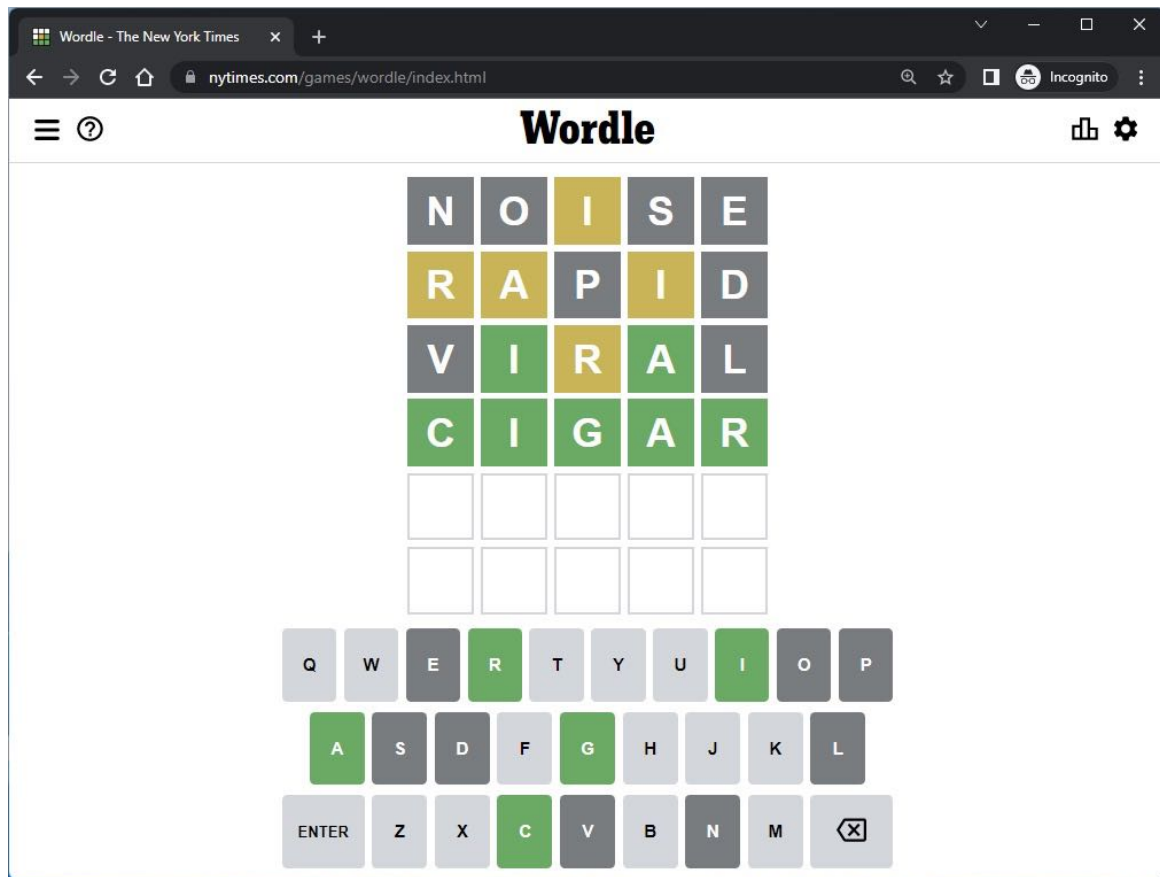 Wordle - The New York Times
nytimes.com/games/wordle/index.html
Incognito
Wordle
N O I S E
R A P I D
V I R A L
C I G A R
Q W E R T Y U I O P
A S D F G H J K L
ENTER Z X C V B N M